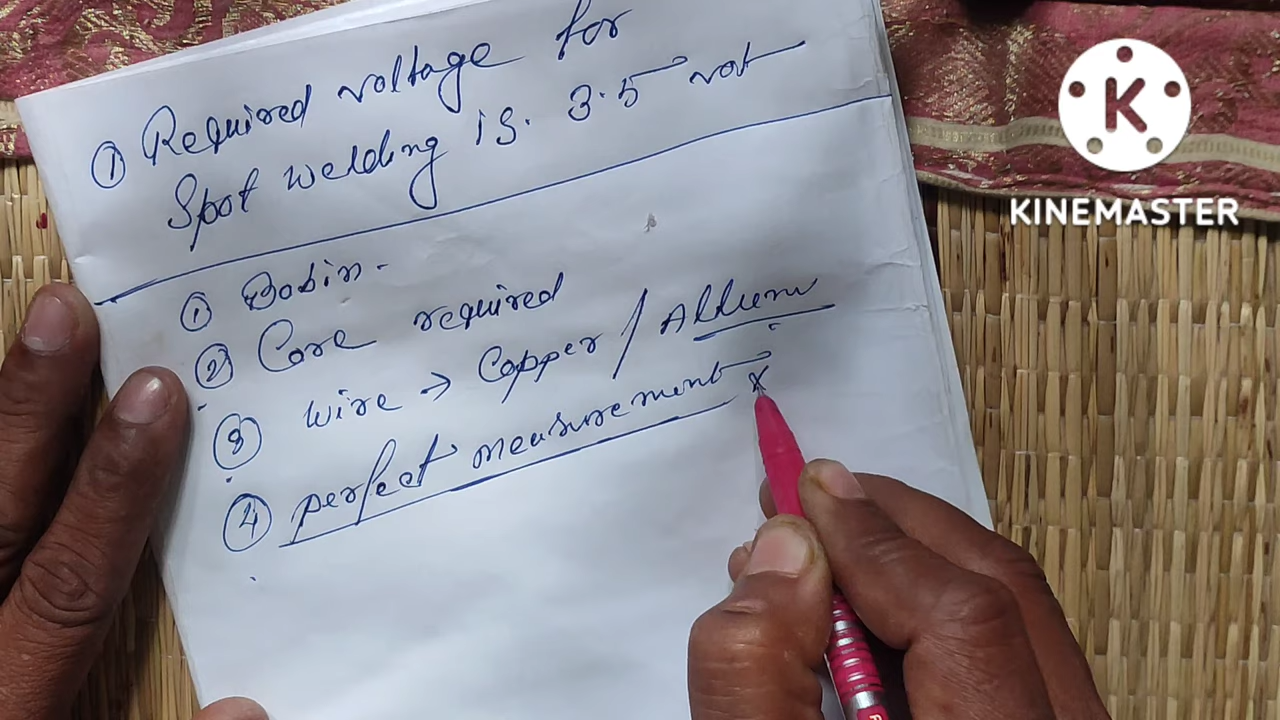 ① Required voltage for
Spot welding is. 3.5 vot
① Bobin.
② Core required
③ wire → Copper / Allum
④ perfect measurement x
K
KINEMASTER